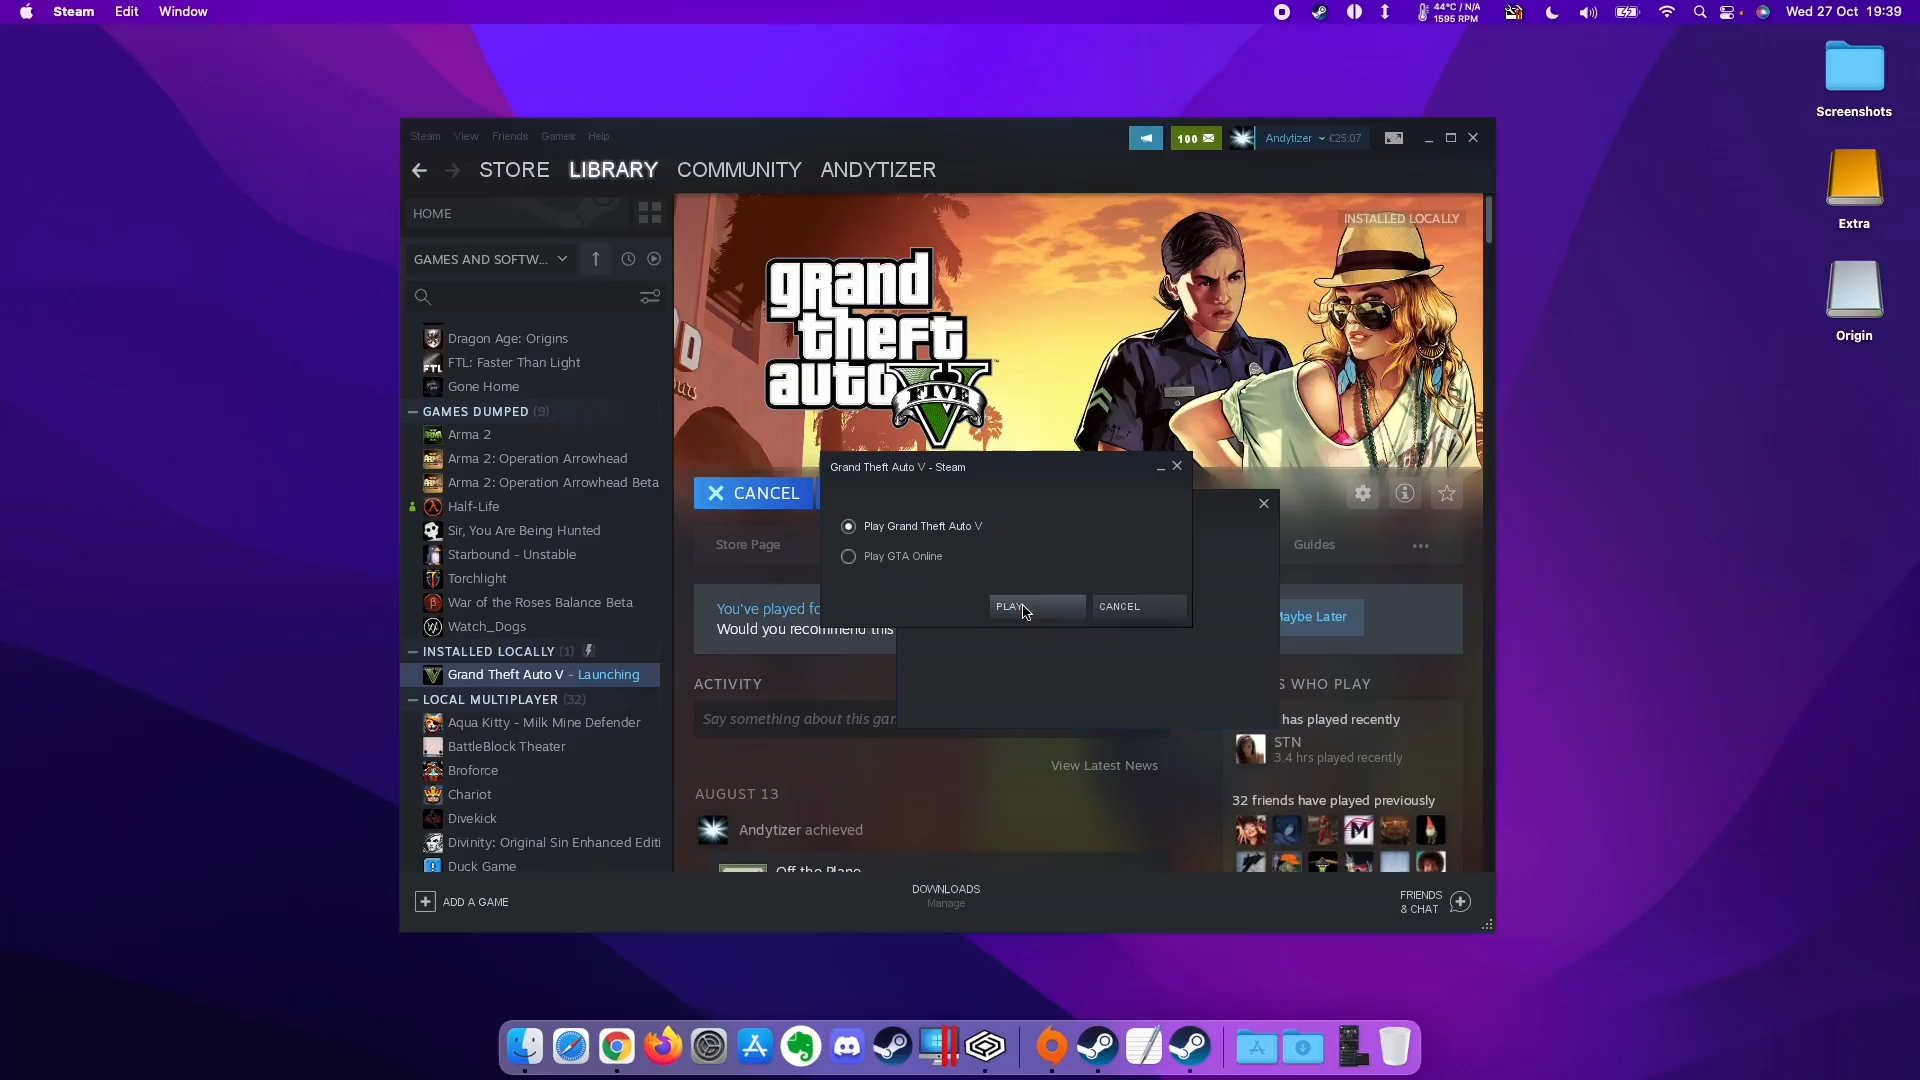 Steam Edit Window
44°C / N/A
1595 RPM
Wed 27 Oct 19:39
Screenshots
Extra
Origin
Steam View Friends Games Help
100
Andytizer £25.07
STORE LIBRARY COMMUNITY ANDYTIZER
HOME
GAMES AND SOFTW...
Dragon Age: Origins
FTL: Faster Than Light
Gone Home
GAMES DUMPED (9)
Arma 2
Arma 2: Operation Arrowhead
Arma 2: Operation Arrowhead Beta
Half-Life
Sir, You Are Being Hunted
Starbound - Unstable
Torchlight
War of the Roses Balance Beta
Watch_Dogs
INSTALLED LOCALLY (1)
Grand Theft Auto V - Launching
LOCAL MULTIPLAYER (32)
Aqua Kitty - Milk Mine Defender
BattleBlock Theater
Broforce
Chariot
Divekick
Divinity: Original Sin Enhanced Editi
Duck Game
INSTALLED LOCALLY
grand
theft
auto
V
FIVE
CANCEL
Store Page
Guides
Grand Theft Auto V - Steam
Play Grand Theft Auto V
Play GTA Online
PLAY
CANCEL
You've played fo
Would you recommend this
Maybe Later
ACTIVITY
Say something about this gar
View Latest News
AUGUST 13
Andytizer achieved
Off the Plane
S WHO PLAY
has played recently
STN
3.4 hrs played recently
32 friends have played previously
ADD A GAME
DOWNLOADS
Manage
FRIENDS
& CHAT